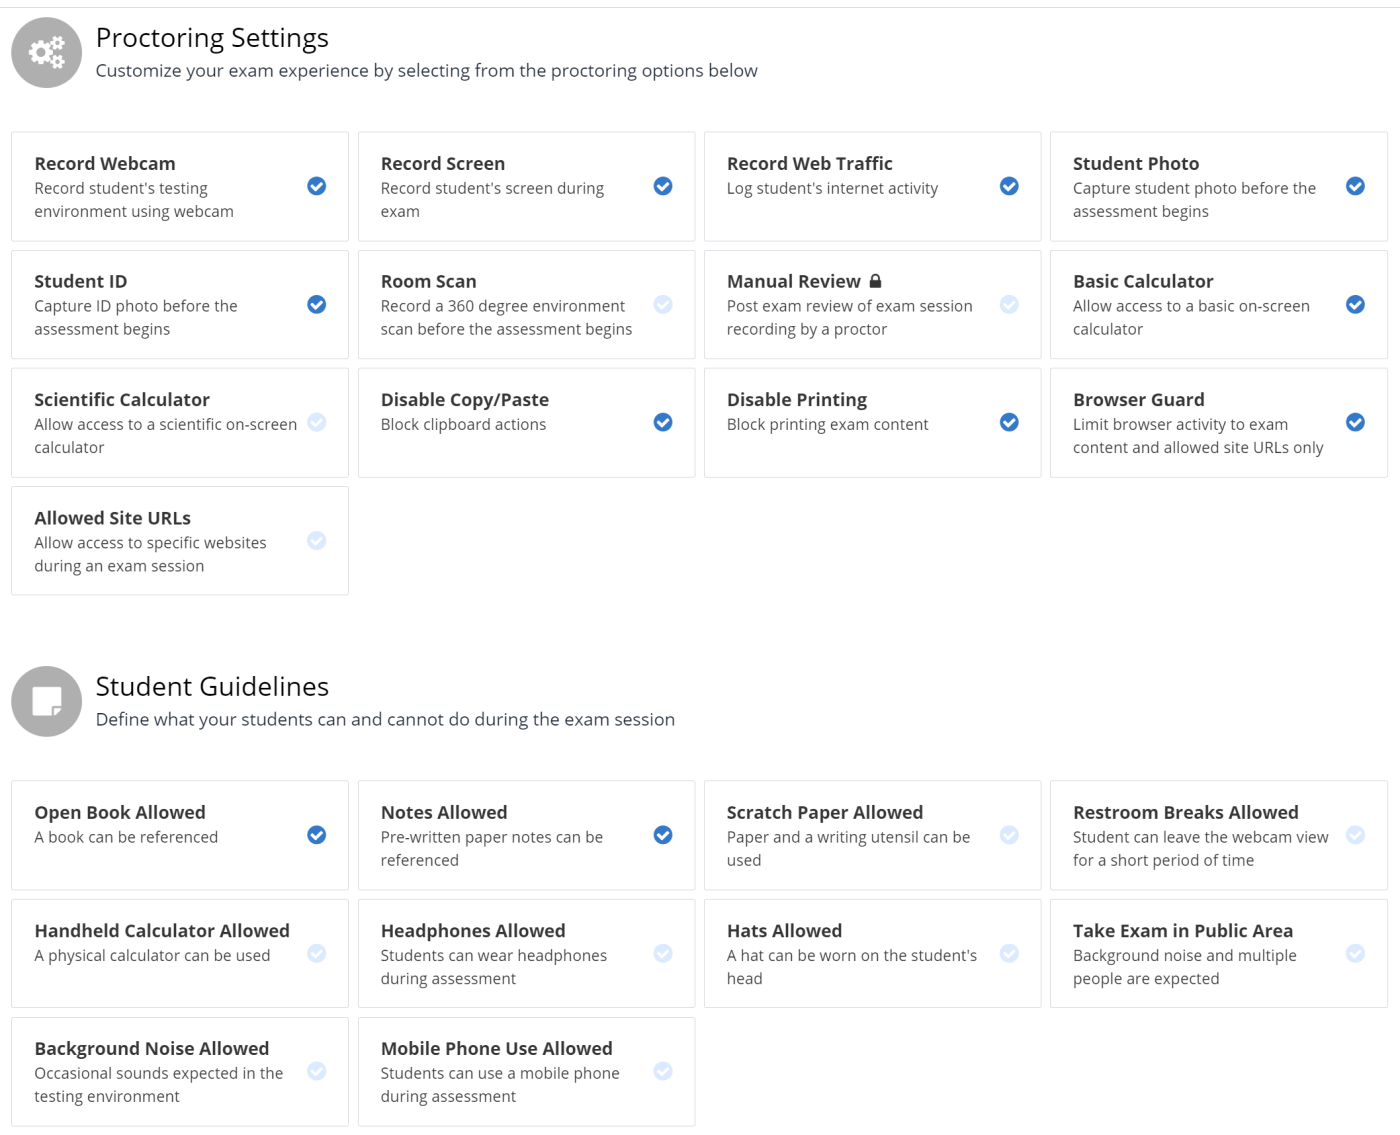 Proctoring Settings
Customize your exam experience by selecting from the proctoring options below
Record Webcam
Record student's testing
environment using webcam
Record Screen
Record student's screen during
exam
Record Web Traffic
Log student's internet activity
Student Photo
Capture student photo before the
assessment begins
Student ID
Capture ID photo before the
assessment begins
Room Scan
Record a 360 degree environment
scan before the assessment begins
Manual Review
Post exam review of exam session
recording by a proctor
Basic Calculator
Allow access to a basic on-screen
calculator
Scientific Calculator
Allow access to a scientific on-screen
calculator
Disable Copy/Paste
Block clipboard actions
Disable Printing
Block printing exam content
Browser Guard
Limit browser activity to exam
content and allowed site URLs only
Allowed Site URLs
Allow access to specific websites
during an exam session
Student Guidelines
Define what your students can and cannot do during the exam session
Open Book Allowed
A book can be referenced
Notes Allowed
Pre-written paper notes can be
referenced
Scratch Paper Allowed
Paper and a writing utensil can be
used
Restroom Breaks Allowed
Student can leave the webcam view
for a short period of time
Handheld Calculator Allowed
A physical calculator can be used
Headphones Allowed
Students can wear headphones
during assessment
Hats Allowed
A hat can be worn on the student's
head
Take Exam in Public Area
Background noise and multiple
people are expected
Background Noise Allowed
Occasional sounds expected in the
testing environment
Mobile Phone Use Allowed
Students can use a mobile phone
during assessment